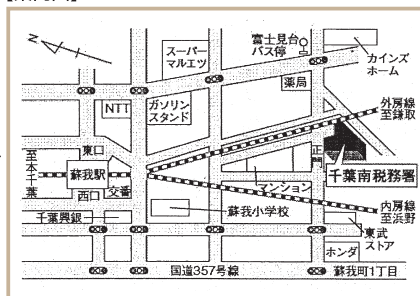 N
スーパー
マルエツ
富士見台
バス停
カインズ
ホーム
薬局
NTT
ガソリン
スタンド
外房線
至鎌取
至本千葉
東口
蘇我駅
西口
交番
正門
千葉南税務署
マンション
千葉興銀
蘇我小学校
内房線
至浜野
東武
ストア
ホンダ
国道357号線
蘇我町1丁目